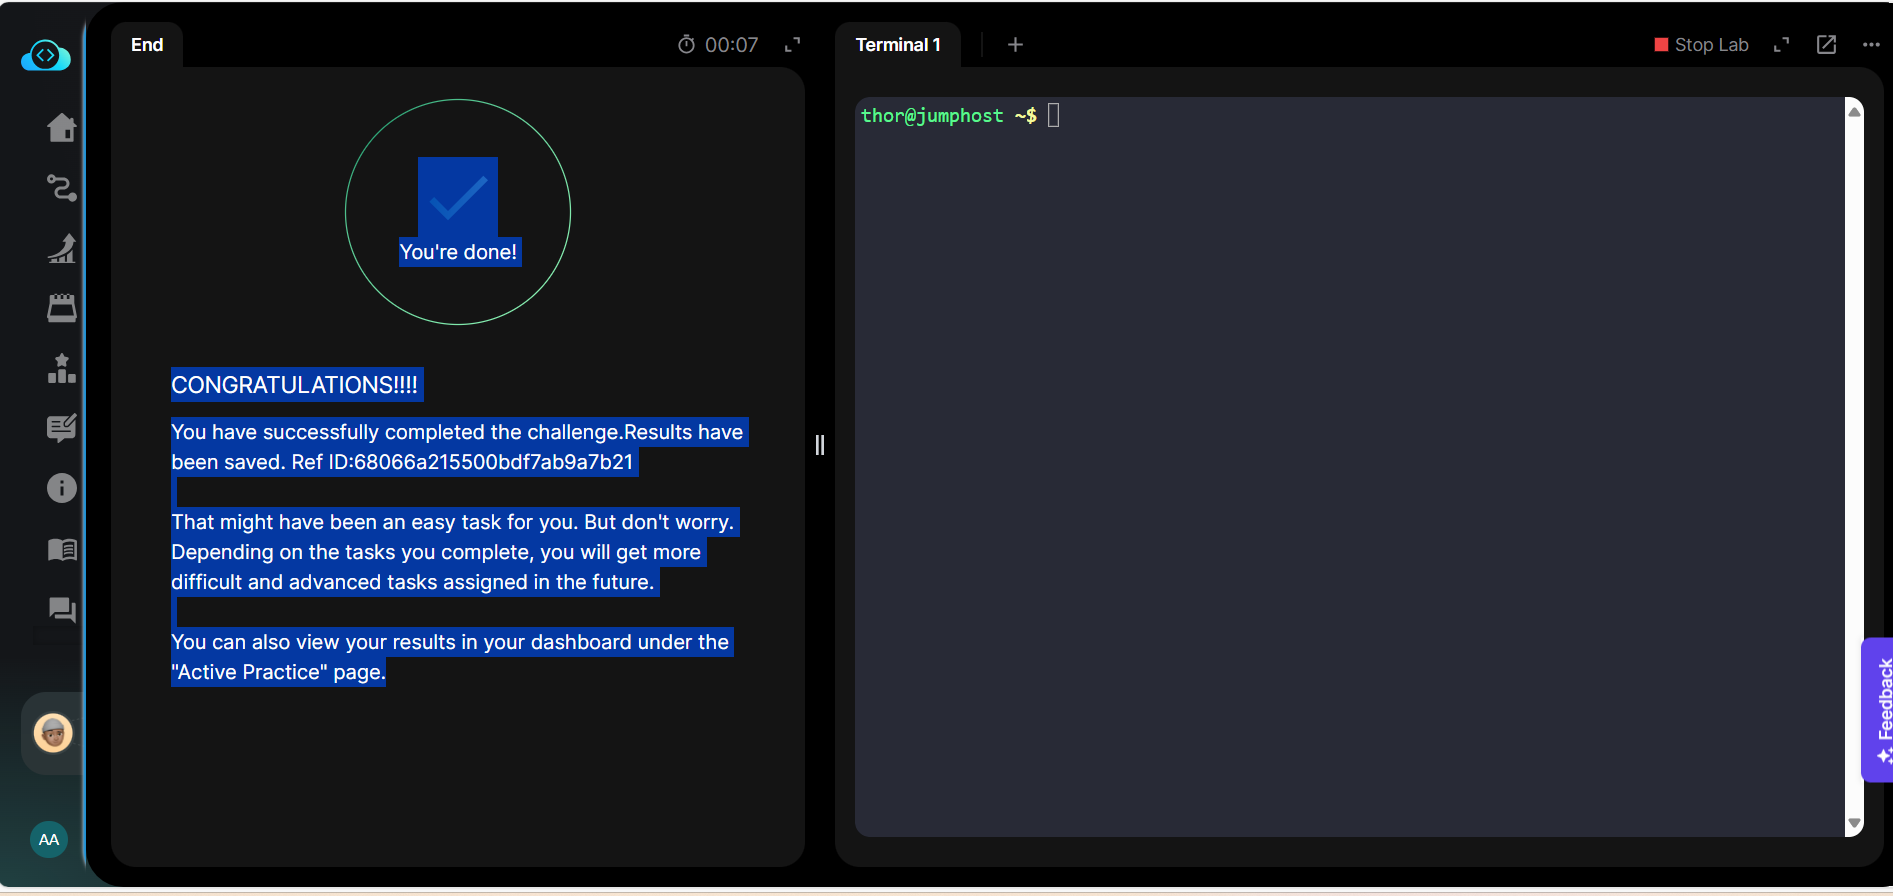 End
00:07
Terminal 1
Stop Lab
thor@jumphost ~$
You're done!
CONGRATULATIONS!!!!
You have successfully completed the challenge.Results have
been saved. Ref ID:68066a215500bdf7ab9a7b21
That might have been an easy task for you. But don't worry.
Depending on the tasks you complete, you will get more
difficult and advanced tasks assigned in the future.
You can also view your results in your dashboard under the
"Active Practice" page.
Feedback
AA